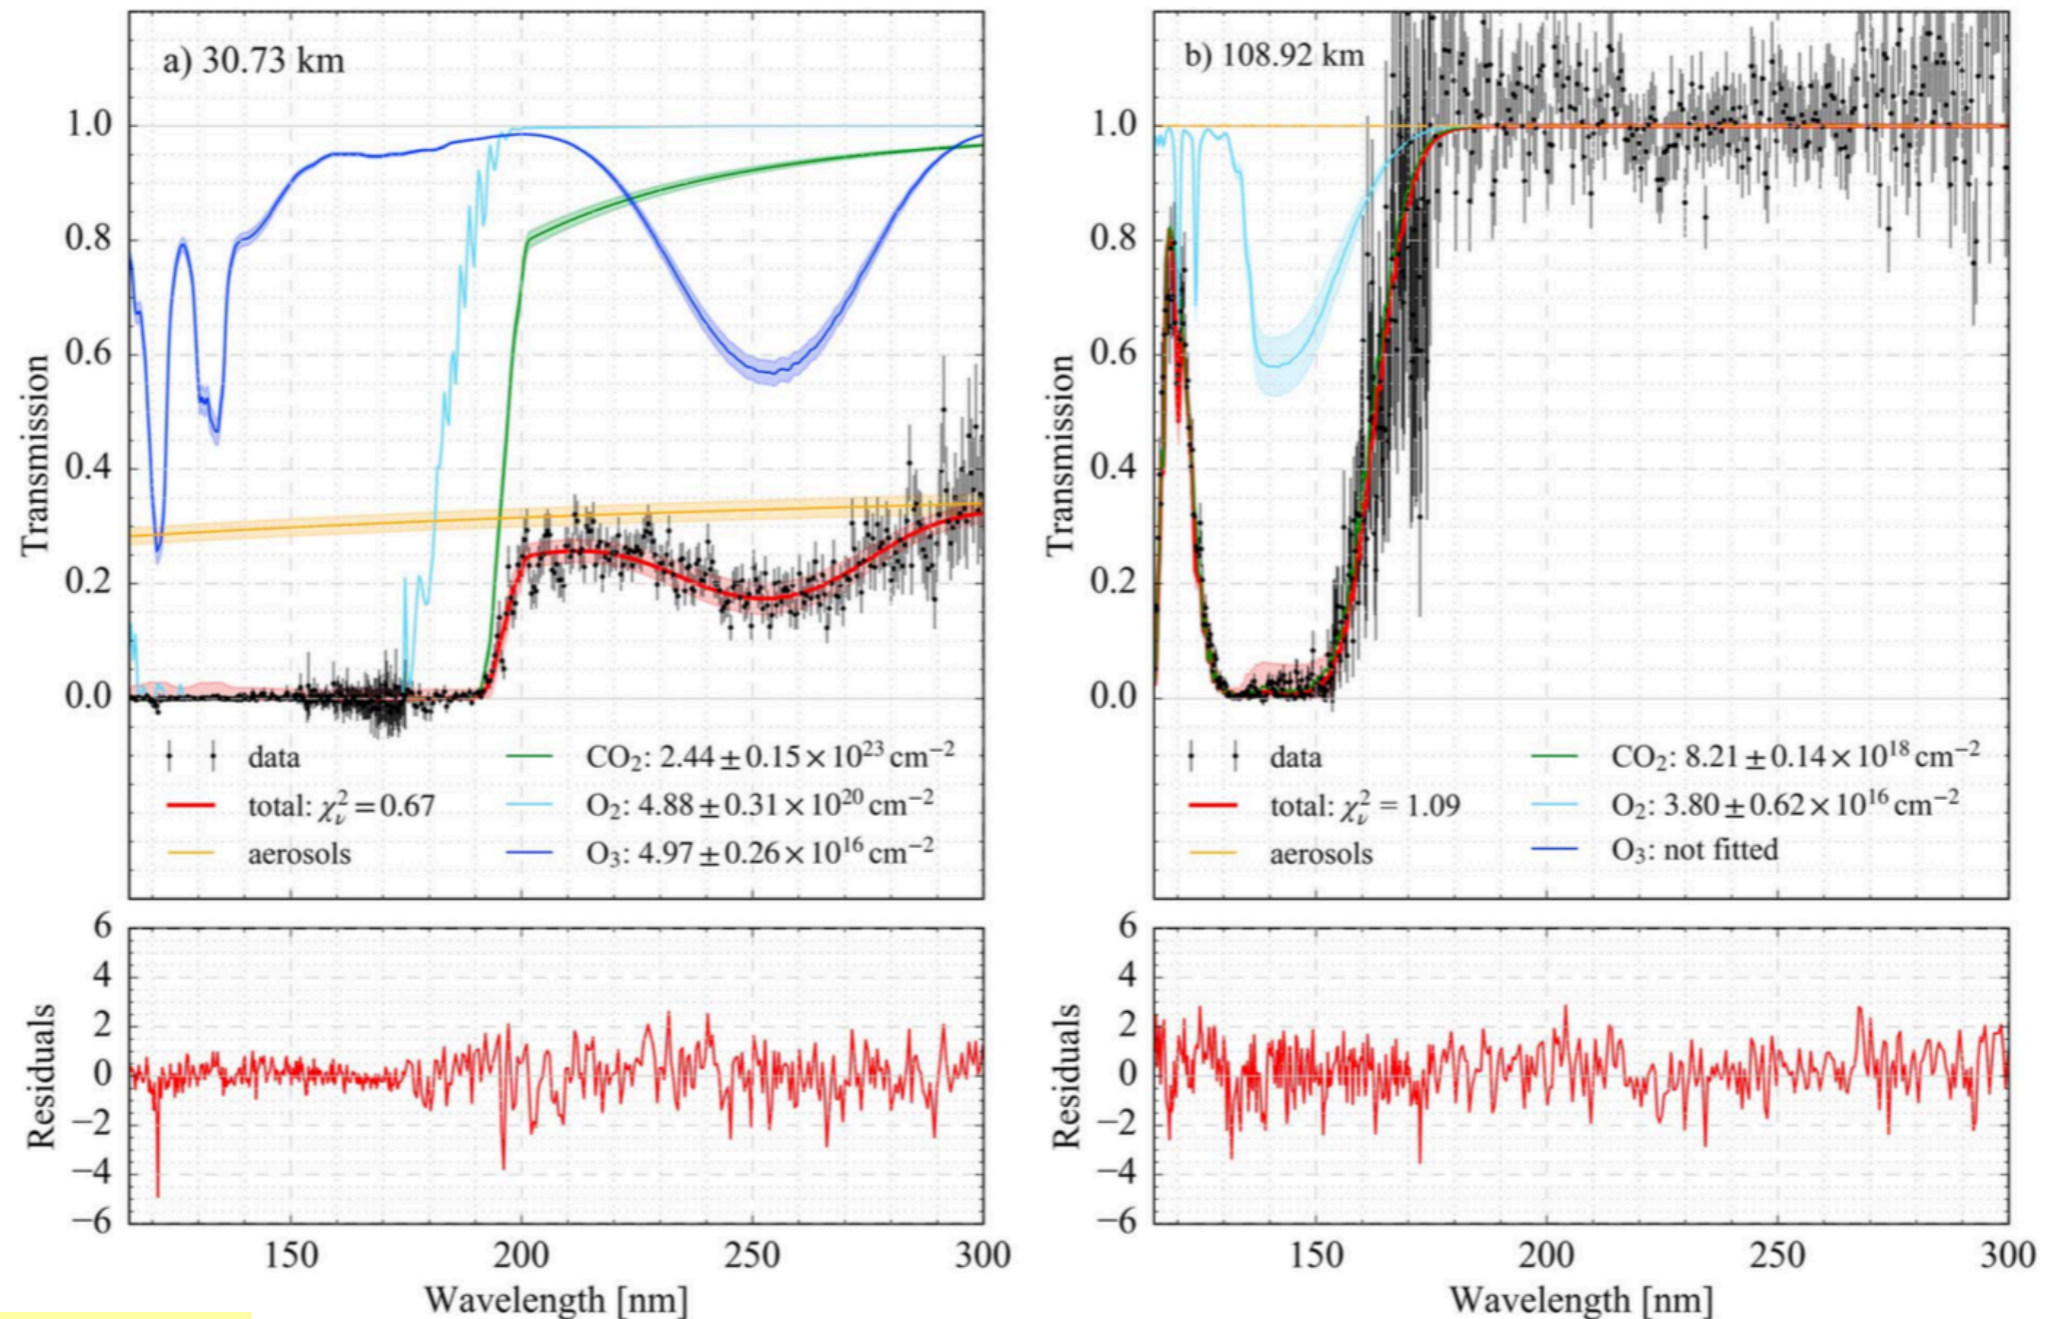 a) 30.73 km
1.0
0.8
0.6
0.4
0.2
0.0
Transmission
data
total: χ²ᵥ = 0.67
aerosols
CO₂: 2.44 ± 0.15 × 10²³ cm⁻²
O₂: 4.88 ± 0.31 × 10²⁰ cm⁻²
O₃: 4.97 ± 0.26 × 10¹⁶ cm⁻²
6
4
2
0
−2
−4
−6
Residuals
150 200 250 300
Wavelength [nm]
b) 108.92 km
1.0
0.8
0.6
0.4
0.2
0.0
Transmission
data
total: χ²ᵥ = 1.09
aerosols
CO₂: 8.21 ± 0.14 × 10¹⁸ cm⁻²
O₂: 3.80 ± 0.62 × 10¹⁶ cm⁻²
O₃: not fitted
6
4
2
0
−2
−4
−6
Residuals
150 200 250 300
Wavelength [nm]